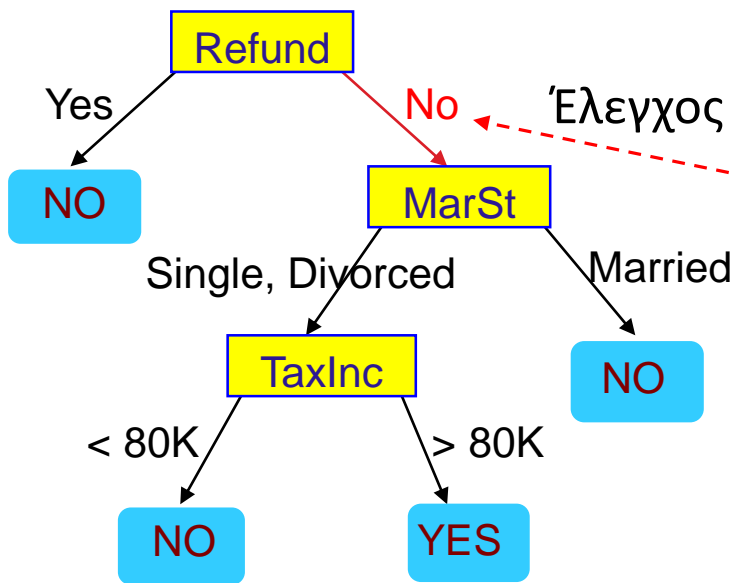 Refund
Yes
No
Έλεγχος
NO
MarSt
Single, Divorced
Married
TaxInc
NO
< 80K
> 80K
NO
YES